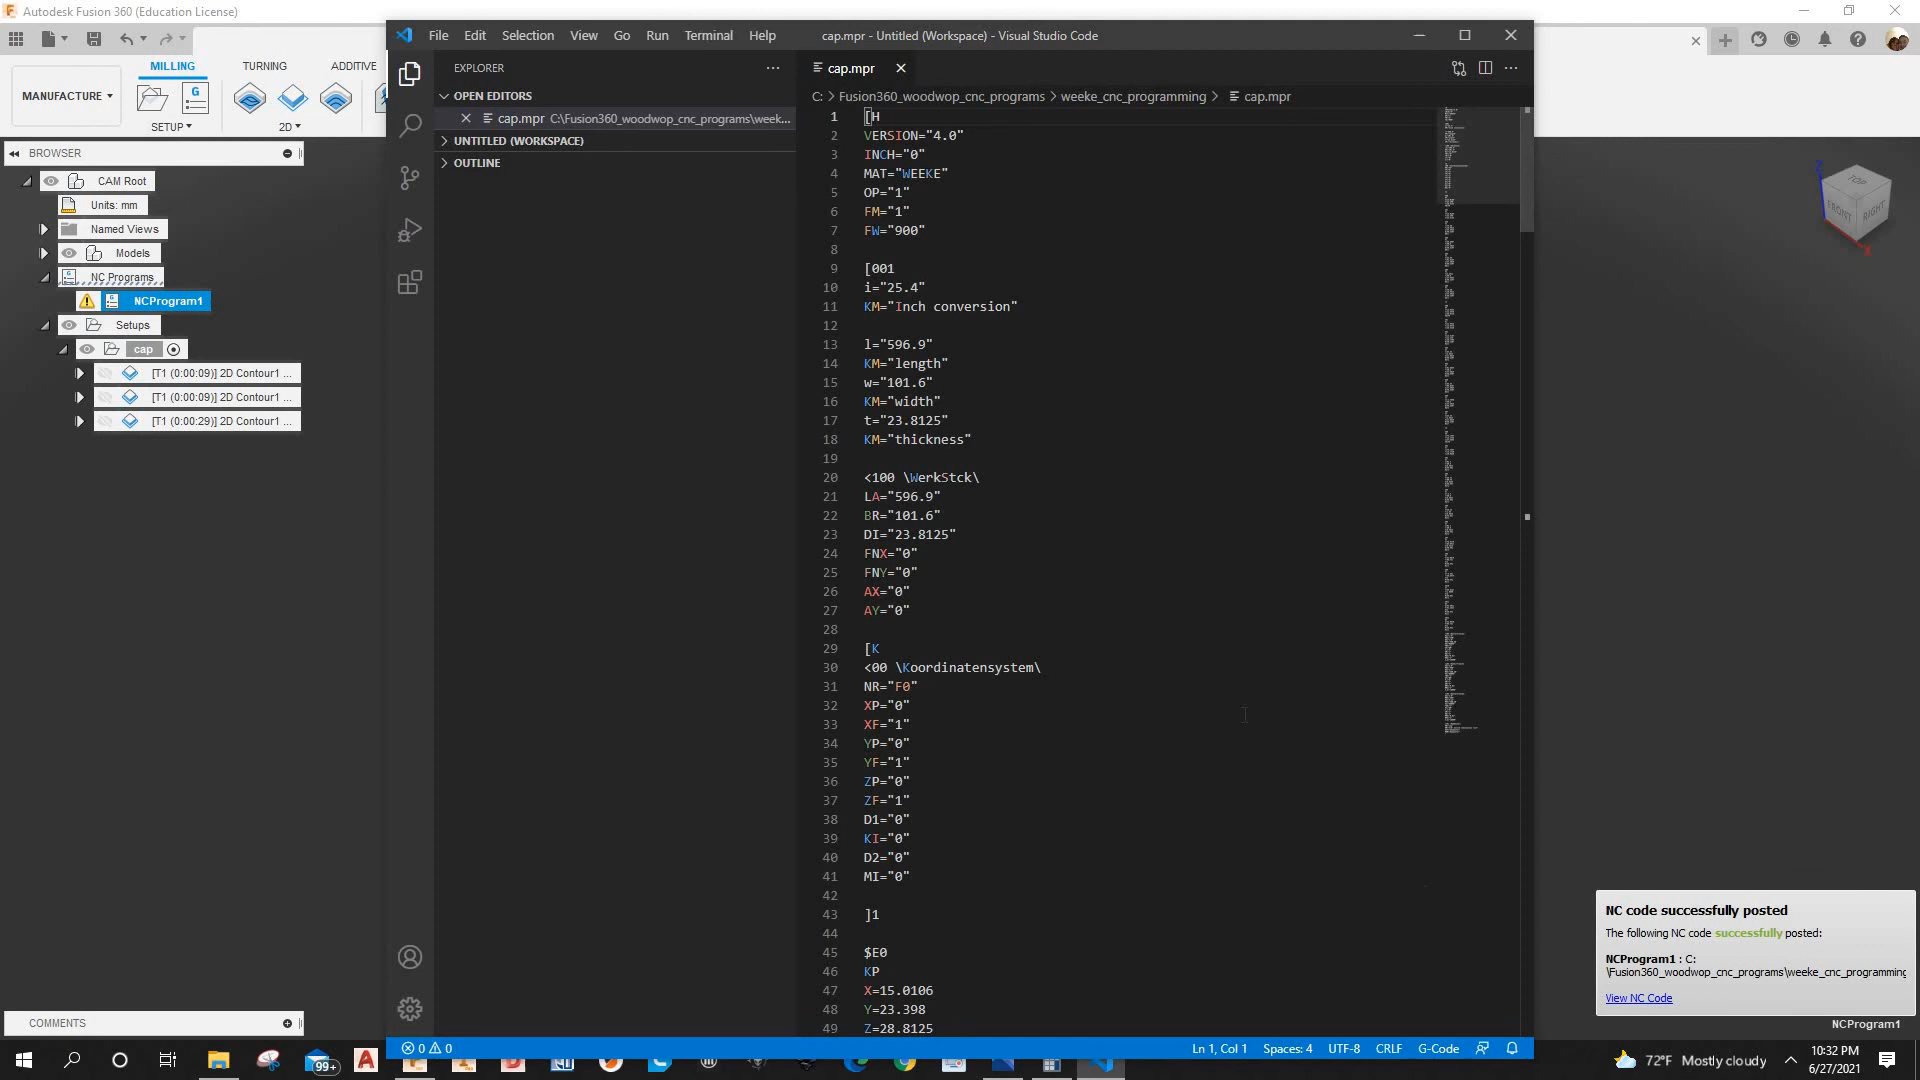 Autodesk Fusion 360 (Education License)
MANUFACTURE
MILLING
TURNING
ADDITIVE
SETUP
2D
BROWSER
CAM Root
Units: mm
Named Views
Models
NC Programs
NCProgram1
Setups
cap
[T1 (0:00:09)] 2D Contour1 ...
[T1 (0:00:09)] 2D Contour1 ...
[T1 (0:00:29)] 2D Contour1 ...
COMMENTS
File Edit Selection View Go Run Terminal Help
cap.mpr - Untitled (Workspace) - Visual Studio Code
EXPLORER
OPEN EDITORS
cap.mpr C:\Fusion360_woodwop_cnc_programs\week...
UNTITLED (WORKSPACE)
OUTLINE
cap.mpr
C: > Fusion360_woodwop_cnc_programs > weeke_cnc_programming > cap.mpr
1 [H
2 VERSION="4.0"
3 INCH="0"
4 MAT="WEEKE"
5 OP="1"
6 FM="1"
7 FW="900"
8
9 [001
10 i="25.4"
11 KM="Inch conversion"
12
13 l="596.9"
14 KM="length"
15 w="101.6"
16 KM="width"
17 t="23.8125"
18 KM="thickness"
19
20 <100 \WerkStck\
21 LA="596.9"
22 BR="101.6"
23 DI="23.8125"
24 FNX="0"
25 FNY="0"
26 AX="0"
27 AY="0"
28
29 [K
30 <00 \Koordinatensystem\
31 NR="F0"
32 XP="0"
33 XF="1"
34 YP="0"
35 YF="1"
36 ZP="0"
37 ZF="1"
38 D1="0"
39 KI="0"
40 D2="0"
41 MI="0"
42
43 ]1
44
45 $E0
46 KP
47 X=15.0106
48 Y=23.398
49 Z=28.8125
0 0
Ln 1, Col 1 Spaces: 4 UTF-8 CRLF G-Code
Z
TOP
FRONT
RIGHT
X
NC code successfully posted
The following NC code successfully posted:
NCProgram1 : C:
\Fusion360_woodwop_cnc_programs\weeke_cnc_programming
View NC Code
NCProgram1
99+
72°F Mostly cloudy
10:32 PM
6/27/2021